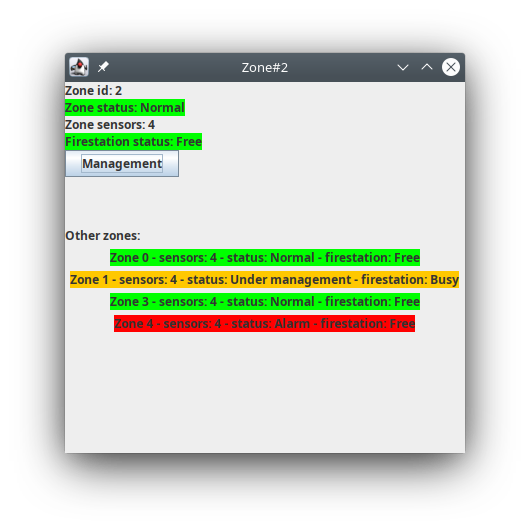 Zone#2
Zone id: 2
Zone status: Normal
Zone sensors: 4
Firestation status: Free
Management
Other zones:
Zone 0 - sensors: 4 - status: Normal - firestation: Free
Zone 1 - sensors: 4 - status: Under management - firestation: Busy
Zone 3 - sensors: 4 - status: Normal - firestation: Free
Zone 4 - sensors: 4 - status: Alarm - firestation: Free